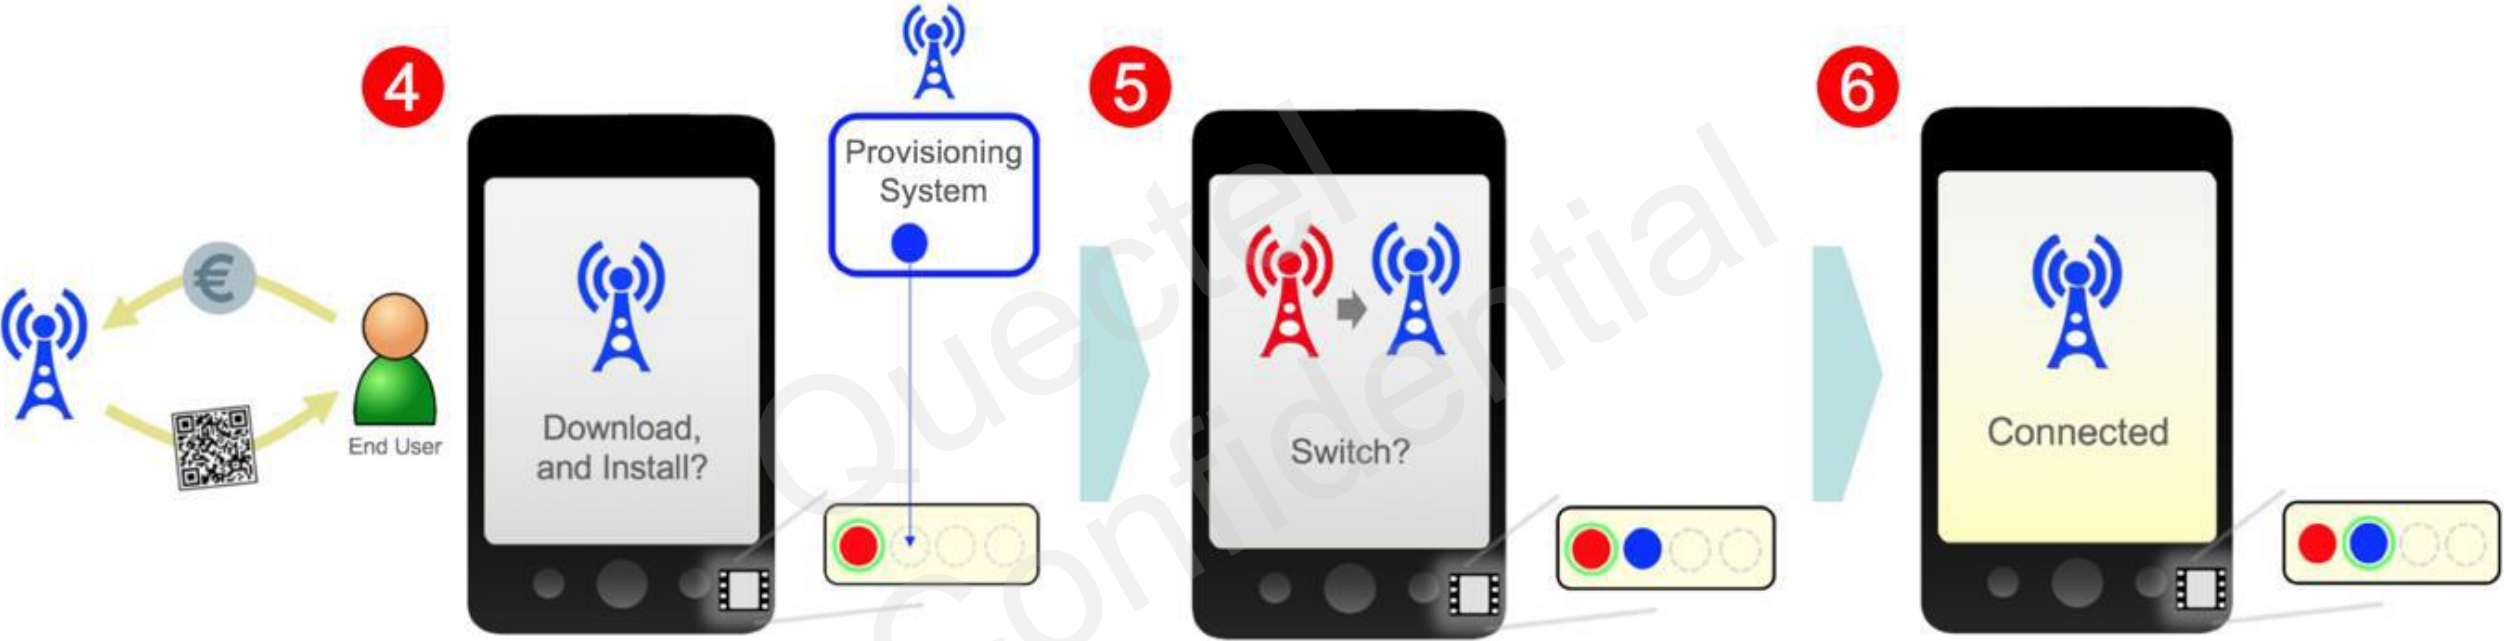 4
5
6
Provisioning
System
€
End User
Download,
and Install?
Switch?
Connected
Quectel
Confidential